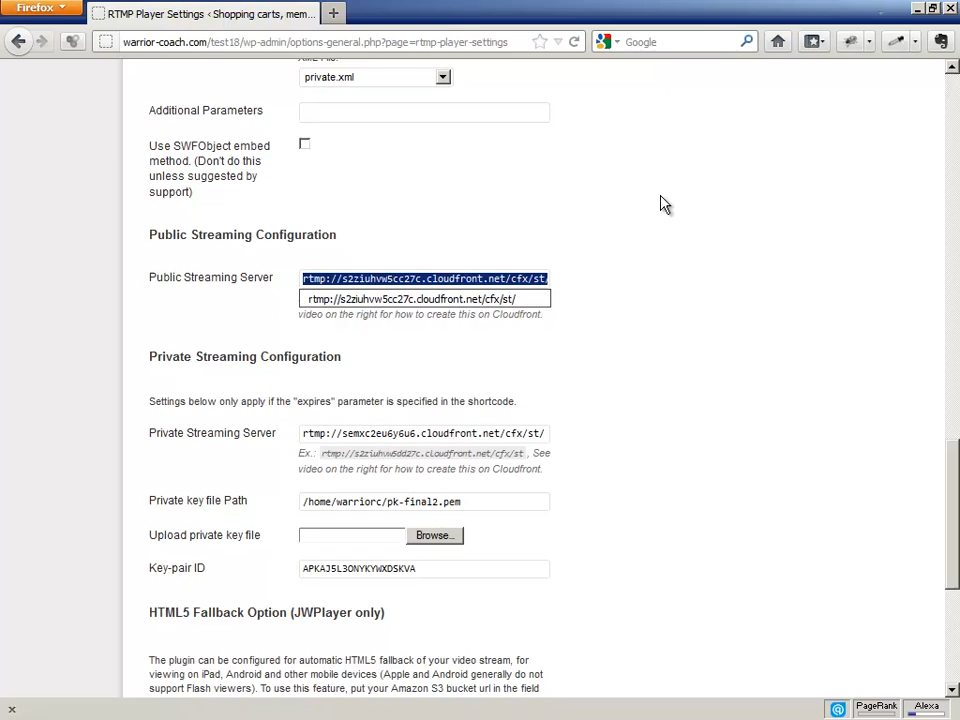 Firefox
RTMP Player Settings ‹ Shopping carts, mem...
warrior-coach.com/test18/wp-admin/options-general.php?page=rtmp-player-settings
Google
XML File:
private.xml
Additional Parameters
Use SWFObject embed
method. (Don't do this
unless suggested by
support)
Public Streaming Configuration
Public Streaming Server
rtmp://s2ziuhvw5cc27c.cloudfront.net/cfx/st/
rtmp://s2ziuhvw5cc27c.cloudfront.net/cfx/st/
video on the right for how to create this on Cloudfront.
Private Streaming Configuration
Settings below only apply if the "expires" parameter is specified in the shortcode.
Private Streaming Server
rtmp://semxc2eu6y6u6.cloudfront.net/cfx/st/
Ex.: rtmp://s2ziuhvw5dd27c.cloudfront.net/cfx/st , See
video on the right for how to create this on Cloudfront.
Private key file Path
/home/warriorc/pk-final2.pem
Upload private key file
Browse...
Key-pair ID
APKAJ5L3ONYKYWXDSKVA
HTML5 Fallback Option (JWPlayer only)
The plugin can be configured for automatic HTML5 fallback of your video stream, for
viewing on iPad, Android and other mobile devices (Apple and Android generally do not
support Flash viewers). To use this feature, put your Amazon S3 bucket url in the field
PageRank
Alexa